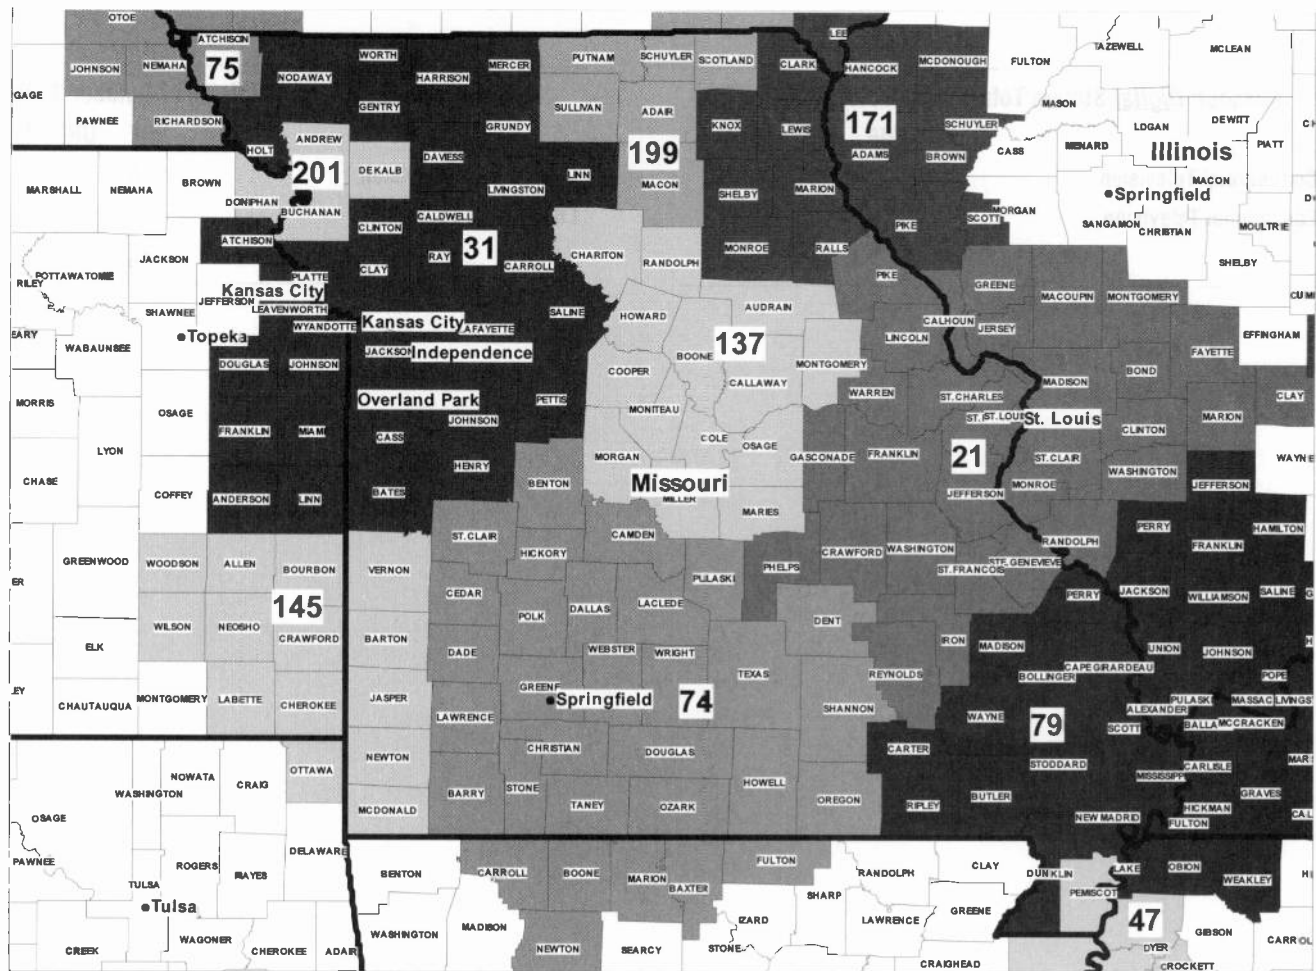 OTOE
ATCHISON
JOHNSON
NEMAHA
75
NODAWAY
WORTH
HARRISON
MERCER
PUTNAM
SCHUYLER
SCOTLAND
CLARK
LEE
HANCOCK
MCDONOUGH
FULTON
TAZEWELL
MCLEAN
GAGE
PAWNEE
RICHARDSON
GENTRY
GRUNDY
SULLIVAN
ADAIR
KNOX
LEWIS
171
SCHUYLER
MASON
LOGAN
DEWITT
PIATT
HOLT
ANDREW
201
DEKALB
DAVIESS
LIVINGSTON
LINN
199
MACON
SHELBY
MARION
ADAMS
BROWN
CASS
MENARD
Illinois
MACON
Springfield
MARSHALL
NEMAHA
BROWN
DONIPHAN
BUCHANAN
CLINTON
CALDWELL
SCOTT
MORGAN
SANGAMON
CHRISTIAN
MOULTRIE
SHELBY
ATCHISON
PLATTE
CLAY
RAY
31
CARROLL
CHARITON
RANDOLPH
MONROE
RALLS
PIKE
PIKE
GREENE
MACOUPIN
MONTGOMERY
POTTAWATOMIE
RILEY
JACKSON
JEFFERSON
Kansas City
LEAVENWORTH
SHAWNEE
WYANDOTTE
Topeka
Kansas City
LAFAYETTE
SALINE
HOWARD
AUDRAIN
137
BOONE
MONTGOMERY
LINCOLN
CALHOUN
JERSEY
FAYETTE
EFFINGHAM
CUM
EARY
WABAUNSEE
DOUGLAS
JOHNSON
JACKSON
Independence
COOPER
CALLAWAY
WARREN
ST.CHARLES
MADISON
BOND
CLAY
MORRIS
OSAGE
Overland Park
PETTIS
JOHNSON
MONITEAU
COLE
OSAGE
ST.LOUIS
St. Louis
CLINTON
MARION
LYON
FRANKLIN
MIAMI
CASS
HENRY
MORGAN
GASCONADE
FRANKLIN
21
ST.CLAIR
WASHINGTON
WAYNE
CHASE
COFFEY
ANDERSON
LINN
BATES
BENTON
Missouri
MILLER
MARIES
JEFFERSON
MONROE
JEFFERSON
GREENWOOD
WOODSON
ALLEN
BOURBON
VERNON
ST.CLAIR
HICKORY
CAMDEN
PULASKI
PHELPS
CRAWFORD
WASHINGTON
ST.FRANCOIS
STE.GENEVIEVE
RANDOLPH
PERRY
FRANKLIN
HAMILTON
145
WILSON
NEOSHO
CRAWFORD
CEDAR
POLK
DALLAS
LACLEDE
DENT
PERRY
JACKSON
WILLIAMSON
SALINE
ELK
BARTON
DADE
WEBSTER
WRIGHT
TEXAS
REYNOLDS
IRON
MADISON
BOLLINGER
CAPE GIRARDEAU
UNION
JOHNSON
POPE
CHAUTAUQUA
MONTGOMERY
LABETTE
CHEROKEE
JASPER
GREENE
Springfield
74
SHANNON
LAWRENCE
WAYNE
79
PULASKI
MASSAC
LIVINGS
ALEXANDER
SCOTT
BALLA
MCCRACKEN
NEWTON
CHRISTIAN
DOUGLAS
CARTER
STODDARD
MISSISSIPPI
CARLISLE
MAR
NOWATA
CRAIG
OTTAWA
WASHINGTON
MCDONALD
BARRY
STONE
TANEY
OZARK
HOWELL
OREGON
RIPLEY
BUTLER
NEW MADRID
HICKMAN
GRAVES
FULTON
CAL
OSAGE
PAWNEE
ROGERS
MAYES
DELAWARE
TULSA
Tulsa
BENTON
CARROLL
BOONE
MARION
BAXTER
FULTON
SHARP
RANDOLPH
CLAY
DUNKLIN
PEMISCOT
LAKE
OBION
WEAKLEY
WASHINGTON
MADISON
IZARD
LAWRENCE
GREENE
47
GIBSON
CARROL
CREEK
WAGONER
CHEROKEE
ADAIR
NEWTON
SEARCY
STONE
CRAIGHEAD
DYER
CROCKETT